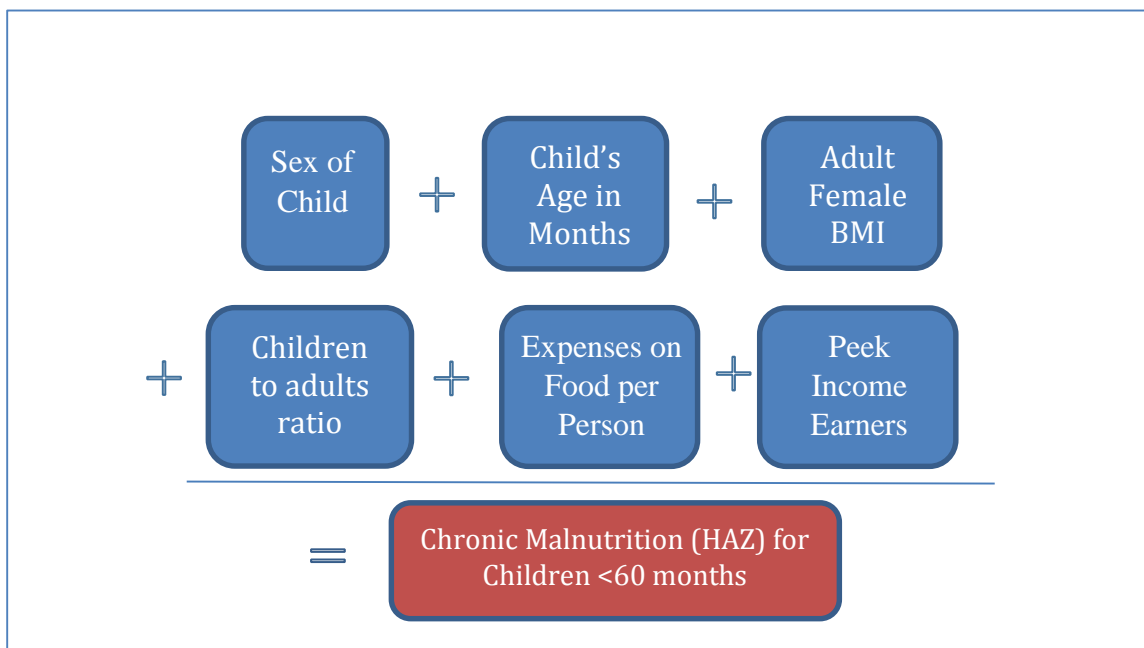 Sex of
Child
+
Child's
Age in
Months
+
Adult
Female
BMI
+
Children
to adults
ratio
+
Expenses on
Food per
Person
+
Peek
Income
Earners
=
Chronic Malnutrition (HAZ) for
Children <60 months